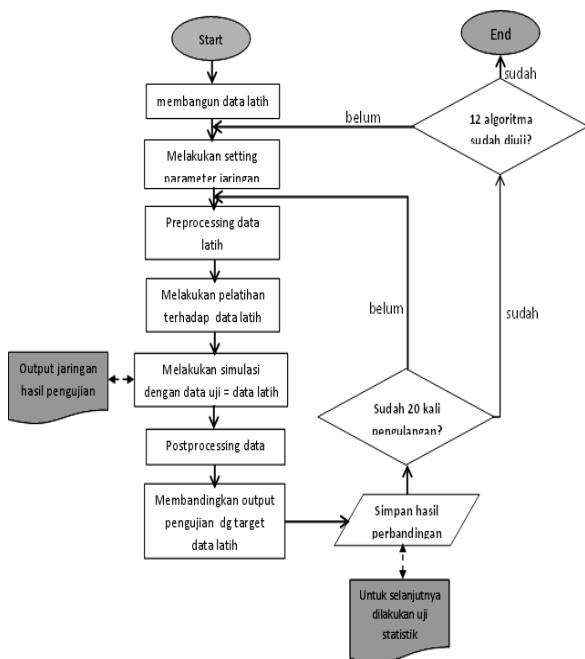 Start
membangun data latih
Melakukan setting
parameter jaringan
Preprocessing data
latih
Melakukan pelatihan
terhadap data latih
Melakukan simulasi
dengan data uji = data latih
Output jaringan
hasil pengujian
Postprocessing data
Membandingkan output
pengujian dg target
data latih
Simpan hasil
perbandingan
Untuk selanjutnya
dilakukan uji
statistik
Sudah 20 kali
pengulangan?
belum
sudah
12 algoritma
sudah diuji?
belum
sudah
End